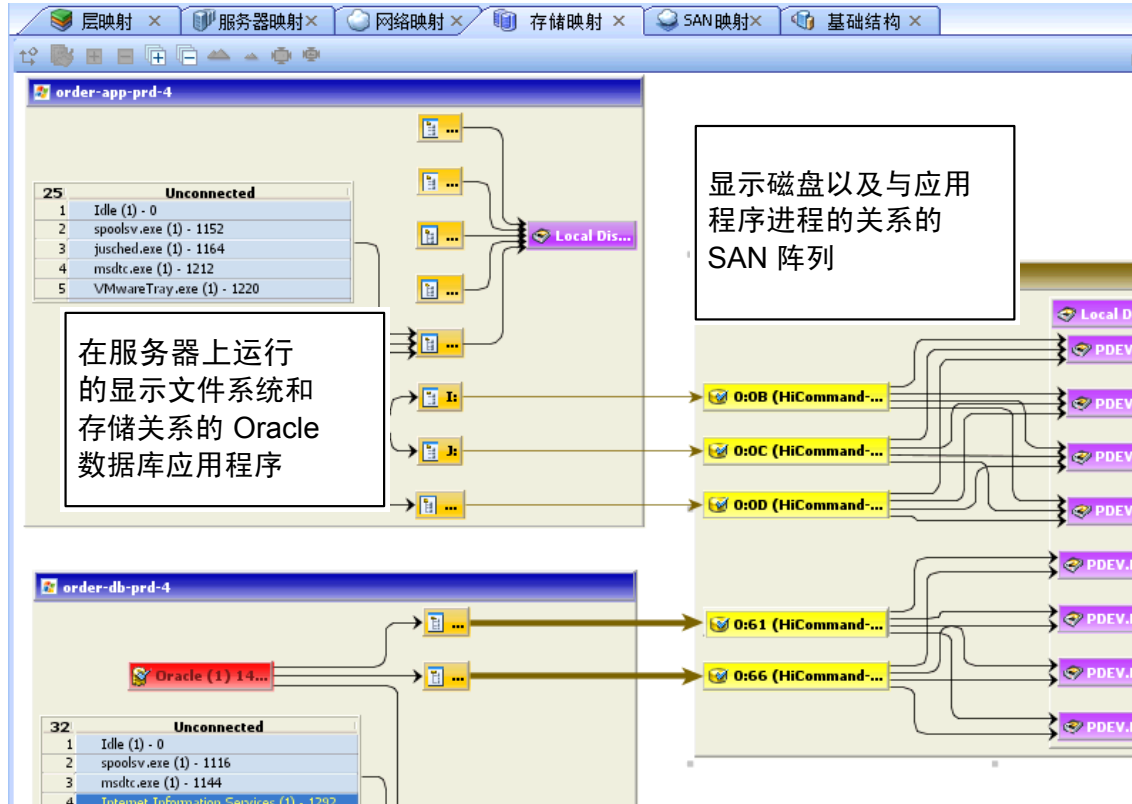 层映射 服务器映射 网络映射 存储映射 SAN映射 基础结构
order-app-prd-4
...
...
显示磁盘以及与应用
程序进程的关系的
SAN 阵列
25 Unconnected
1 Idle (1) - 0
2 spoolsv.exe (1) - 1152
3 jusched.exe (1) - 1164
4 msdtc.exe (1) - 1212
5 VMwareTray.exe (1) - 1220
...
Local Dis...
...
...
Local D
PDEV
在服务器上运行
的显示文件系统和
存储关系的 Oracle
数据库应用程序
I:
0:0B (HiCommand-...
PDEV
J:
0:0C (HiCommand-...
PDEV
...
0:0D (HiCommand-...
PDEV
order-db-prd-4
PDEV.
...
0:61 (HiCommand-...
PDEV.
Oracle (1) 14...
...
0:66 (HiCommand-...
PDEV.
32 Unconnected
1 Idle (1) - 0
2 spoolsv.exe (1) - 1116
3 msdtc.exe (1) - 1144
4 Internet Information Services (1) - 1292
PDEV.